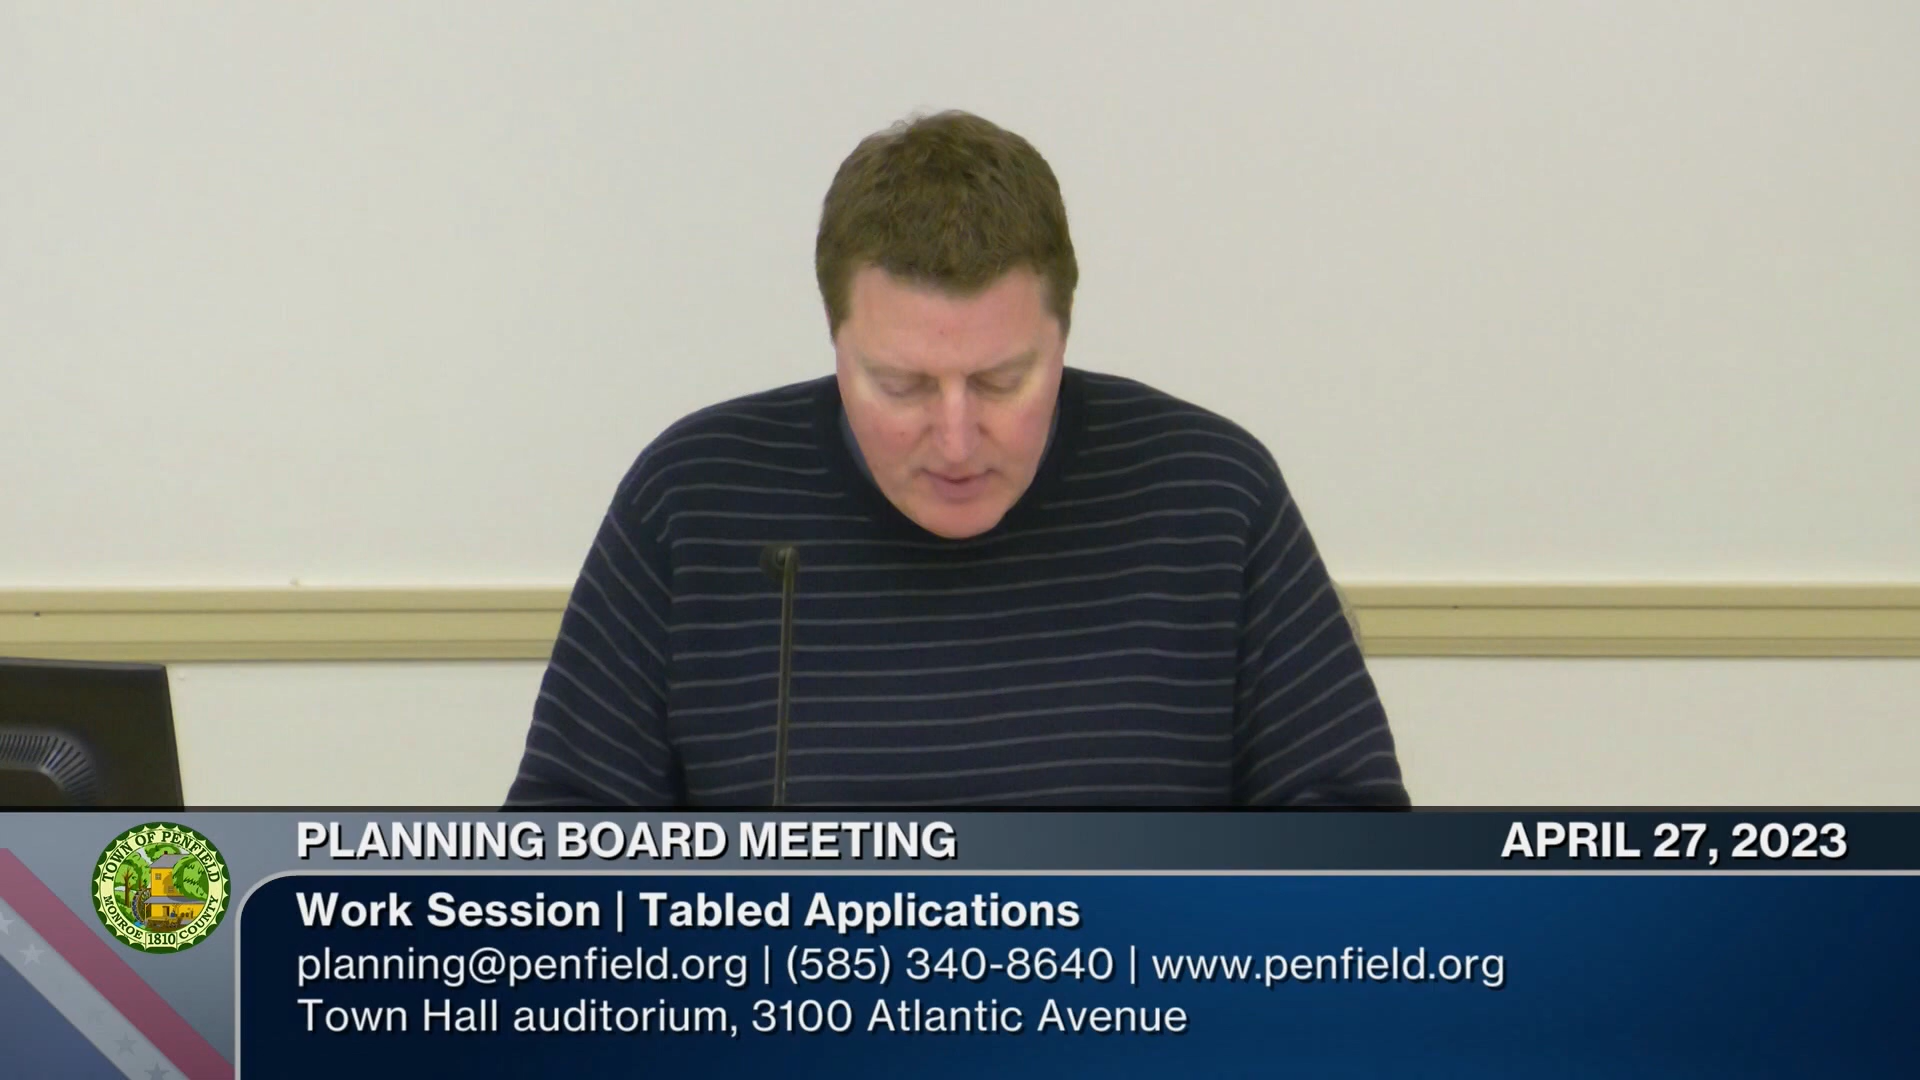 PLANNING BOARD MEETING
APRIL 27, 2023
TOWN OF PENFIELD
MONROE COUNTY
1810
Work Session | Tabled Applications
planning@penfield.org | (585) 340-8640 | www.penfield.org
Town Hall auditorium, 3100 Atlantic Avenue